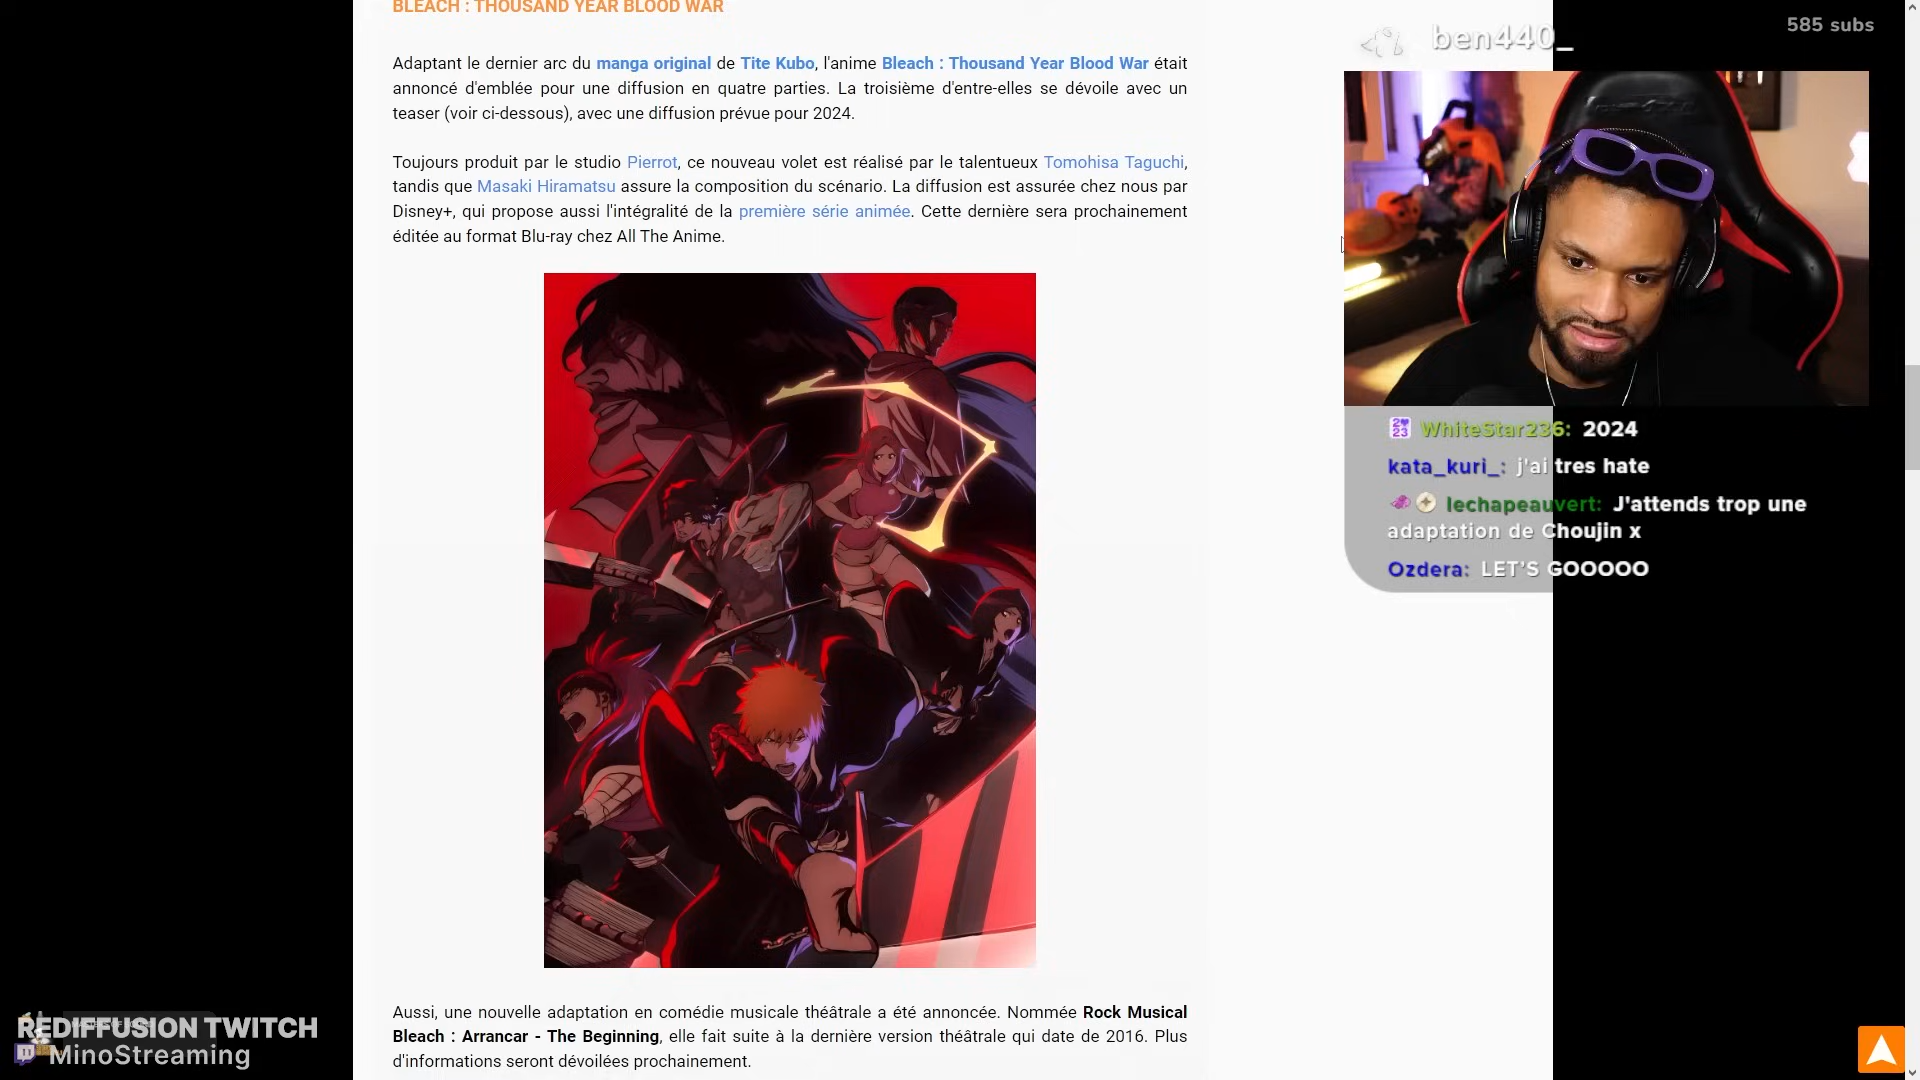 BLEACH : THOUSAND YEAR BLOOD WAR
Adaptant le dernier arc du manga original de Tite Kubo, l'anime Bleach : Thousand Year Blood War était
annoncé d'emblée pour une diffusion en quatre parties. La troisième d'entre-elles se dévoile avec un
teaser (voir ci-dessous), avec une diffusion prévue pour 2024.
Toujours produit par le studio Pierrot, ce nouveau volet est réalisé par le talentueux Tomohisa Taguchi,
tandis que Masaki Hiramatsu assure la composition du scénario. La diffusion est assurée chez nous par
Disney+, qui propose aussi l'intégralité de la première série animée. Cette dernière sera prochainement
éditée au format Blu-ray chez All The Anime.
Aussi, une nouvelle adaptation en comédie musicale théâtrale a été annoncée. Nommée Rock Musical
Bleach : Arrancar - The Beginning, elle fait suite à la dernière version théâtrale qui date de 2016. Plus
d'informations seront dévoilées prochainement.
ben440_
585 subs
WhiteStar236: 2024
kata_kuri_: j'ai tres hate
lechapeauvert: J'attends trop une
adaptation de Choujin x
Ozdera: LET'S GOOOOO
REDIFFUSION TWITCH
MinoStreaming